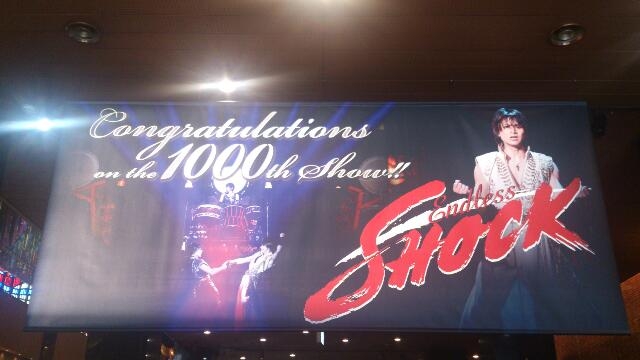 Congratulations
on the 1000th Show!!
Endless
SHOCK